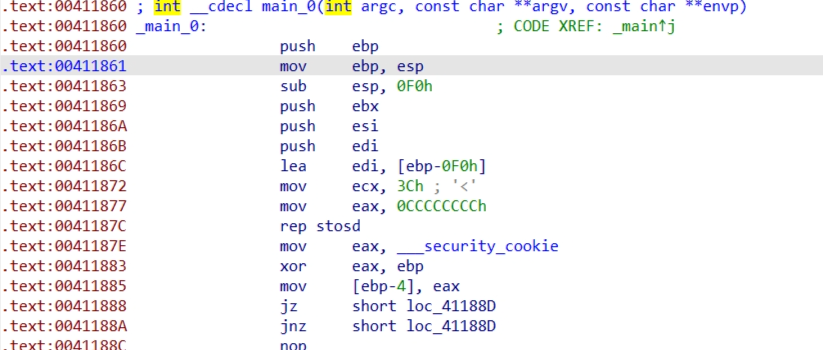 .text:00411860 ; int __cdecl main_0(int argc, const char **argv, const char **envp)
.text:00411860 _main_0: ; CODE XREF: _main↑j
.text:00411860 push ebp
.text:00411861 mov ebp, esp
.text:00411863 sub esp, 0F0h
.text:00411869 push ebx
.text:0041186A push esi
.text:0041186B push edi
.text:0041186C lea edi, [ebp-0F0h]
.text:00411872 mov ecx, 3Ch ; '<'
.text:00411877 mov eax, 0CCCCCCCCh
.text:0041187C rep stosd
.text:0041187E mov eax, ___security_cookie
.text:00411883 xor eax, ebp
.text:00411885 mov [ebp-4], eax
.text:00411888 jz short loc_41188D
.text:0041188A jnz short loc_41188D
.text:0041188C nop